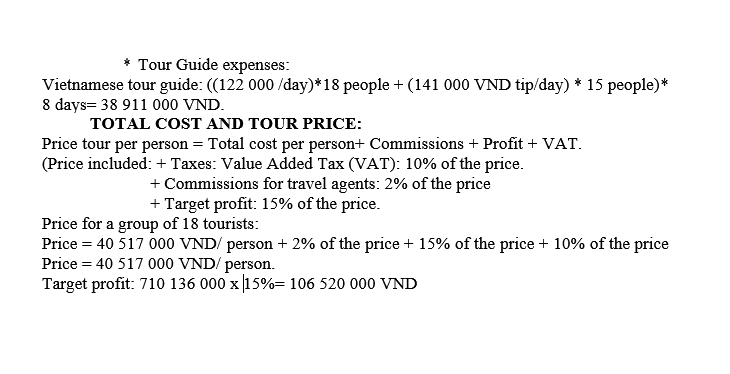 * Tour Guide expenses:
Vietnamese tour guide: ((122 000 /day)*18 people + (141 000 VND tip/day) * 15 people)*
8 days= 38 911 000 VND.
TOTAL COST AND TOUR PRICE:
Price tour per person = Total cost per person+ Commissions + Profit + VAT.
(Price included: + Taxes: Value Added Tax (VAT): 10% of the price.
+ Commissions for travel agents: 2% of the price
+ Target profit: 15% of the price.
Price for a group of 18 tourists:
Price = 40 517 000 VND/ person + 2% of the price + 15% of the price + 10% of the price
Price = 40 517 000 VND/ person.
Target profit: 710 136 000 x 15%= 106 520 000 VND